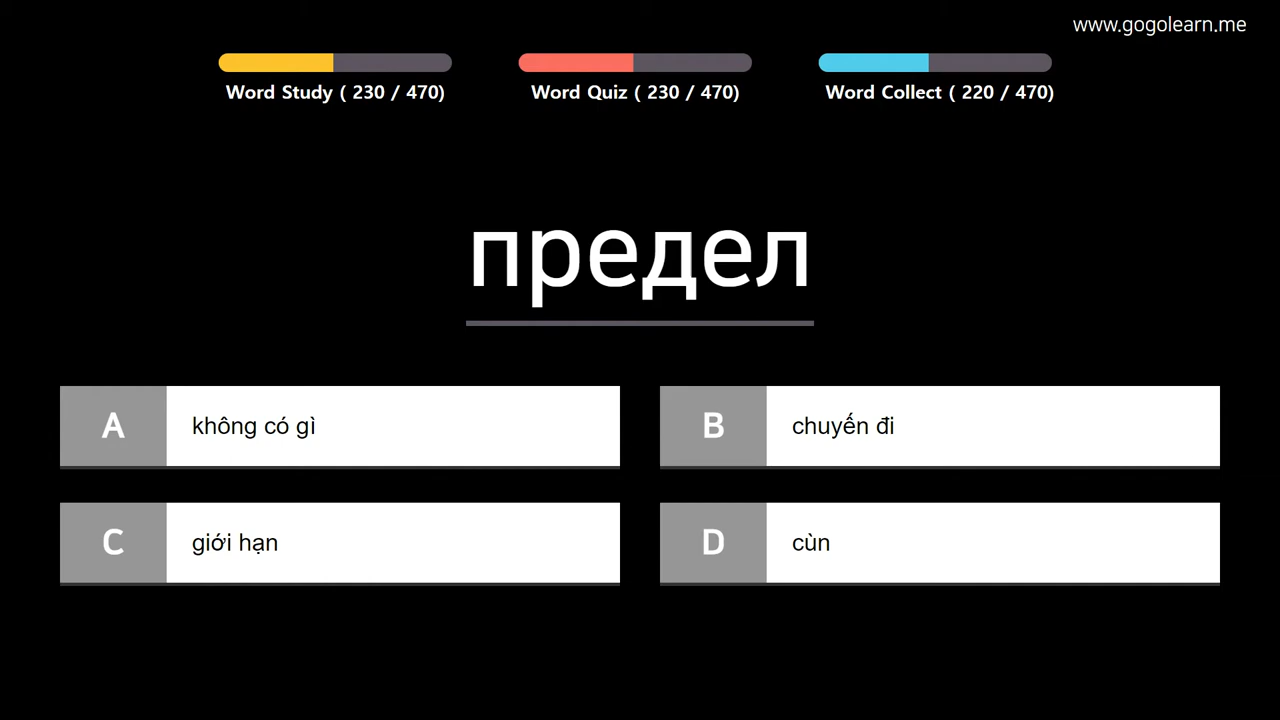 www.gogolearn.me
Word Study ( 230 / 470)
Word Quiz ( 230 / 470)
Word Collect ( 220 / 470)
предел
A không có gì
B chuyến đi
C giới hạn
D cùn